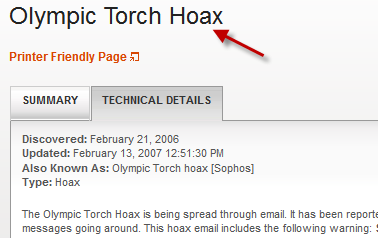 Olympic Torch Hoax
Printer Friendly Page
SUMMARY TECHNICAL DETAILS
Discovered: February 21, 2006
Updated: February 13, 2007 12:51:30 PM
Also Known As: Olympic Torch hoax [Sophos]
Type: Hoax
The Olympic Torch Hoax is being spread through email. It has been reporte
messages going around. This hoax email includes the following warning: S